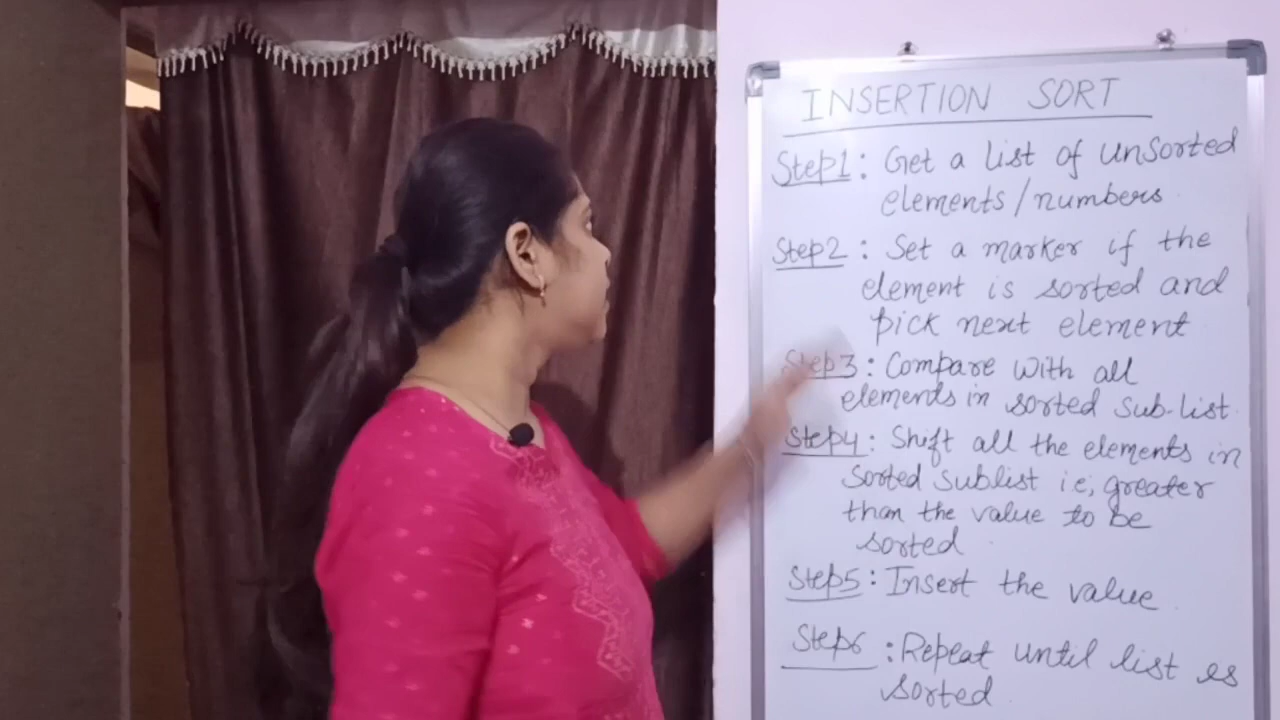 INSERTION SORT
Step1: Get a list of unsorted
elements/numbers
Step2: Set a marker if the
element is sorted and
pick next element
Step3: Compare with all
elements in sorted sub-list.
Step4: Shift all the elements in
sorted sublist i.e, greater
than the value to be
sorted.
Step5: Insert the value.
Step6: Repeat until list is
sorted.